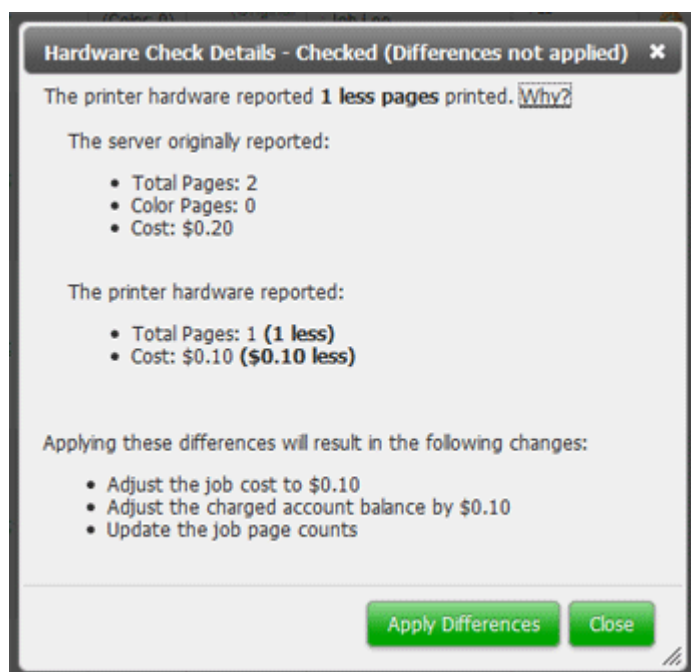 Hardware Check Details - Checked (Differences not applied)
The printer hardware reported 1 less pages printed. Why?
The server originally reported:
• Total Pages: 2
• Color Pages: 0
• Cost: $0.20
The printer hardware reported:
• Total Pages: 1 (1 less)
• Cost: $0.10 ($0.10 less)
Applying these differences will result in the following changes:
• Adjust the job cost to $0.10
• Adjust the charged account balance by $0.10
• Update the job page counts
Apply Differences Close